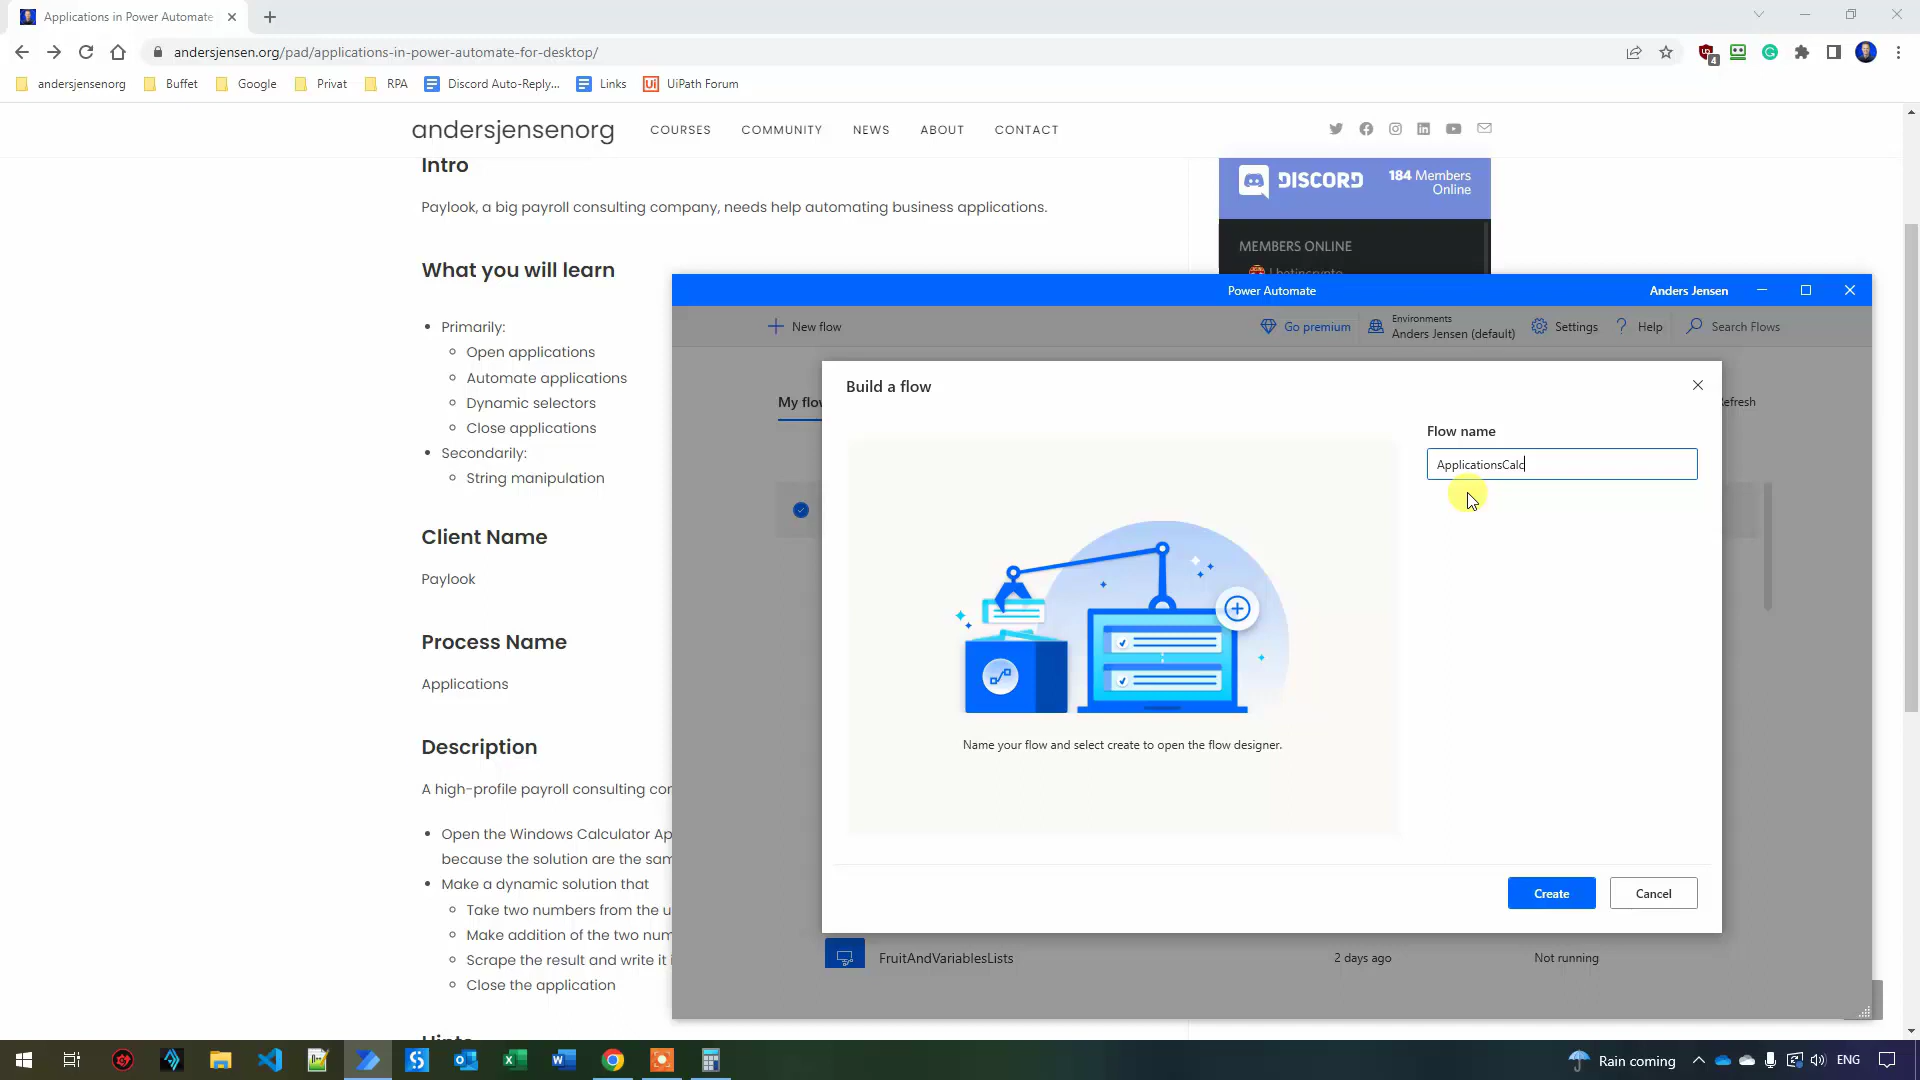 Applications in Power Automate
andersjensen.org/pad/applications-in-power-automate-for-desktop/
4
andersjensenorg
Buffet
Google
Privat
RPA
Discord Auto-Reply...
Links
UiPath Forum
andersjensenorg
COURSES
COMMUNITY
NEWS
ABOUT
CONTACT
Intro
Paylook, a big payroll consulting company, needs help automating business applications.
What you will learn
Primarily:
Open applications
Automate applications
Dynamic selectors
Close applications
Secondarily:
String manipulation
Client Name
Paylook
Process Name
Applications
Description
A high-profile payroll consulting co
Open the Windows Calculator Ap
because the solution are the sam
Make a dynamic solution that
Take two numbers from the u
Make addition of the two num
Scrape the result and write it i
Close the application
Hints
DISCORD
184 Members
Online
MEMBERS ONLINE
Power Automate
Anders Jensen
New flow
Go premium
Environments
Anders Jensen (default)
Settings
Help
Search Flows
My flow
Refresh
Build a flow
Flow name
ApplicationsCalc
Name your flow and select create to open the flow designer.
Create
Cancel
FruitAndVariablesLists
2 days ago
Not running
Rain coming
ENG